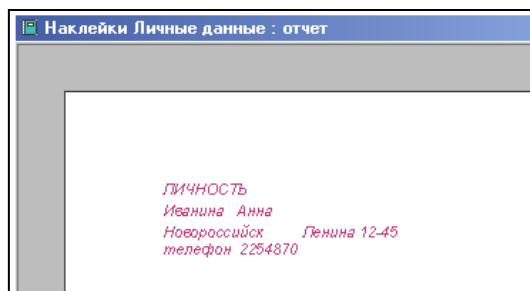 Наклейки Личные данные : отчет
ЛИЧНОСТЬ
Иванина Анна
Новороссийск Ленина 12-45
телефон 2254870